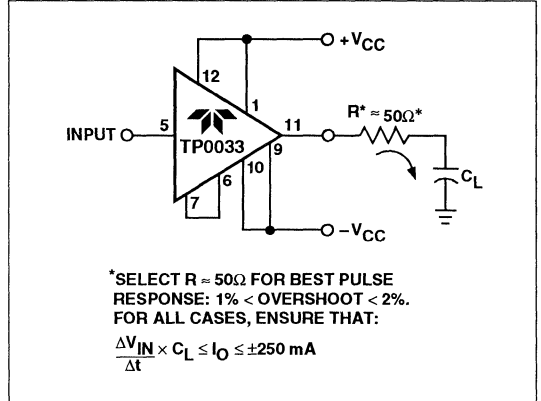 +VCC
12
1
R* ≈ 50Ω*
INPUT
5
11
TP0033
9
10
6
7
CL
−VCC
*SELECT R ≈ 50Ω FOR BEST PULSE
RESPONSE: 1% < OVERSHOOT < 2%.
FOR ALL CASES, ENSURE THAT:
ΔVIN
Δt
× CL ≤ IO ≤ ±250 mA